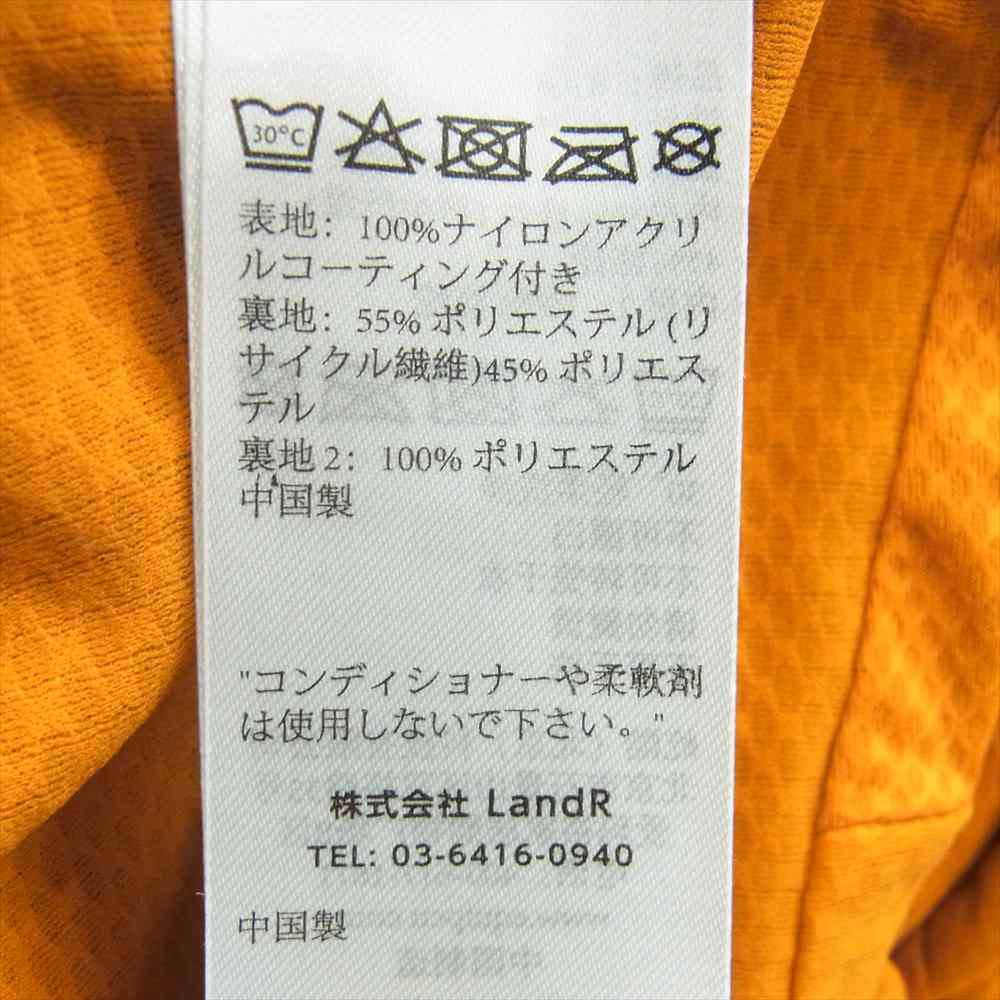 30°C
表地: 100%ナイロンアクリ
ルコーティング付き
裏地: 55% ポリエステル (リ
サイクル繊維)45% ポリエス
テル
裏地 2: 100% ポリエステル
中国製
"コンディショナーや柔軟剤
は使用しないで下さい。"
株式会社 LandR
TEL: 03-6416-0940
中国製